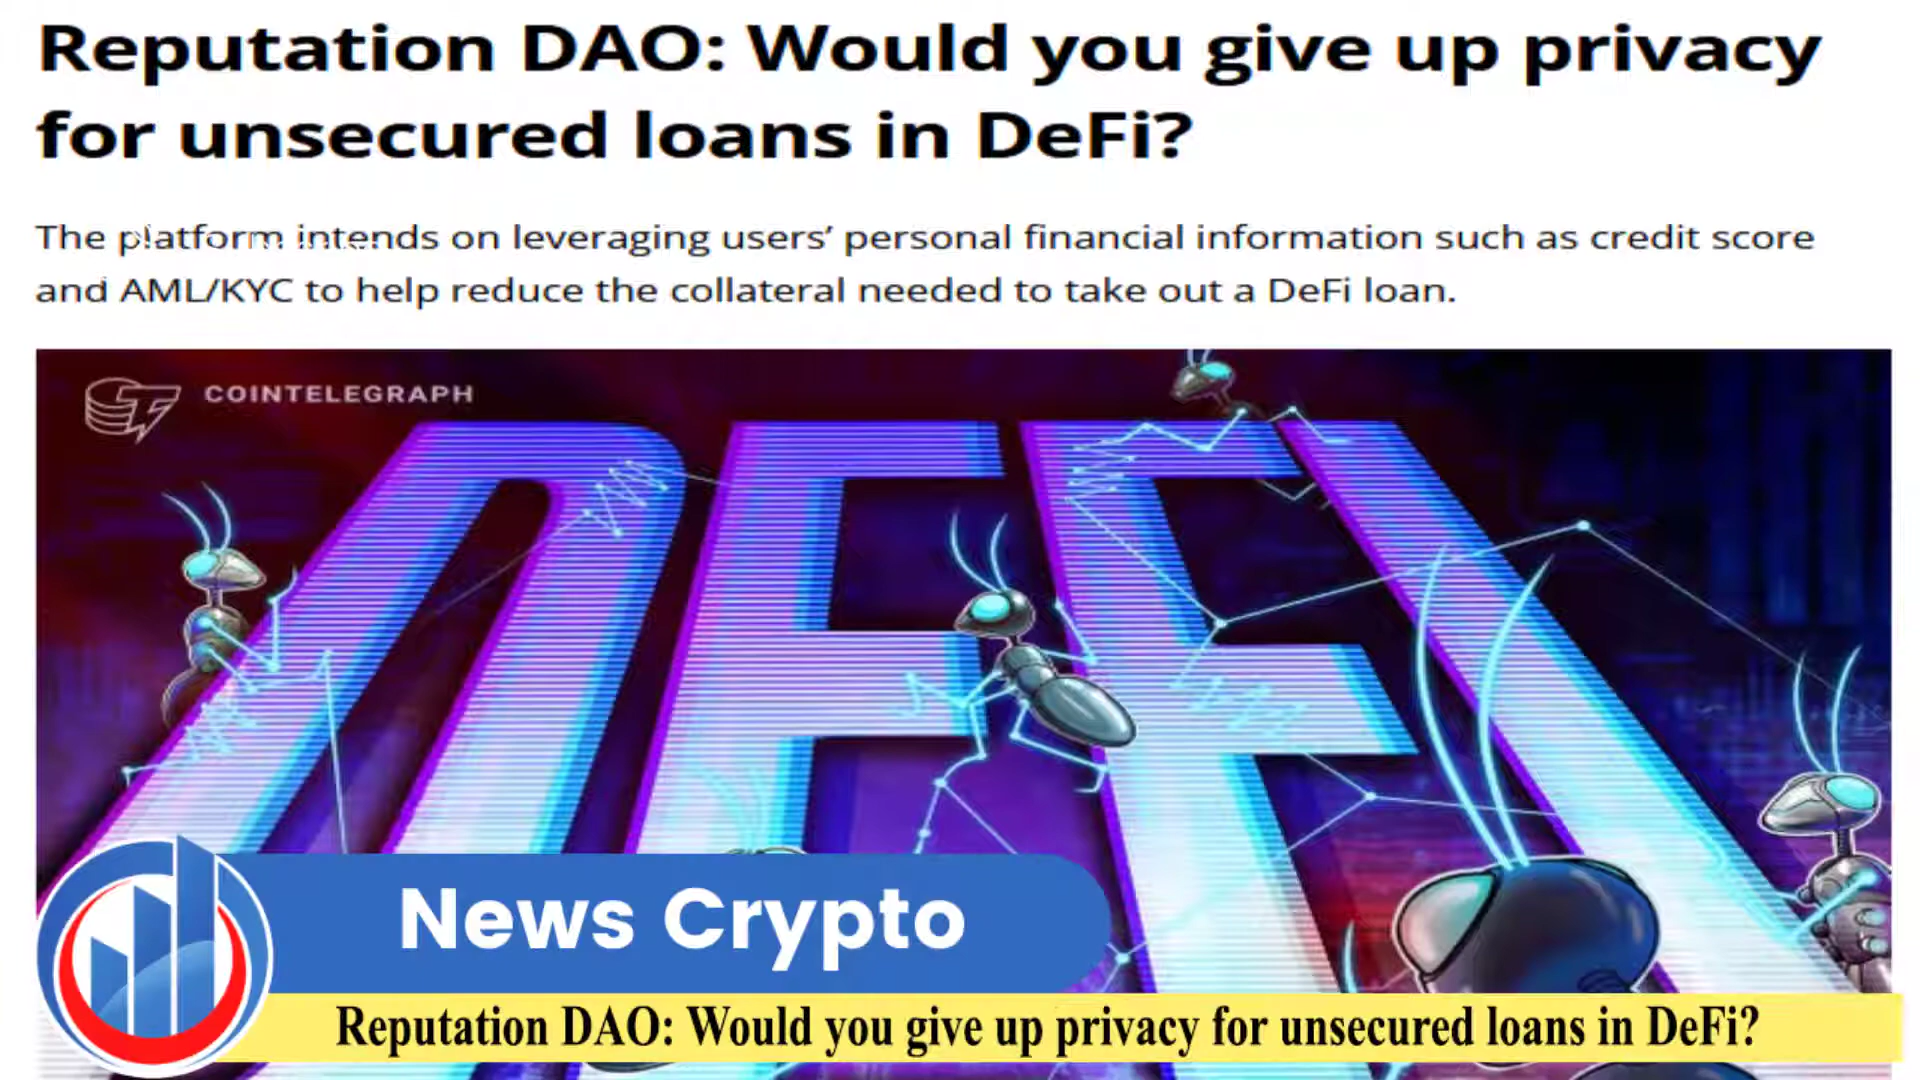 Reputation DAO: Would you give up privacy
for unsecured loans in DeFi?
The platform intends on leveraging users’ personal financial information such as credit score
and AML/KYC to help reduce the collateral needed to take out a DeFi loan.
COINTELEGRAPH
DEFI
News Crypto
Reputation DAO: Would you give up privacy for unsecured loans in DeFi?